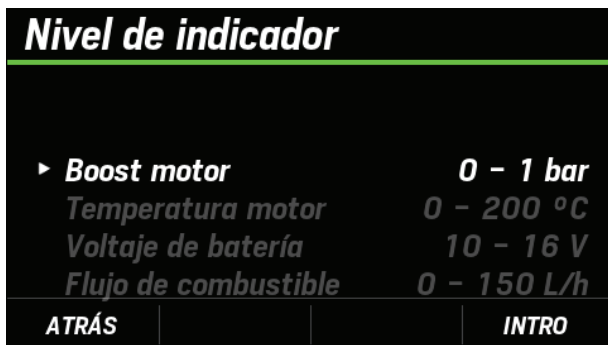 Nivel de indicador
Boost motor 0 - 1 bar
Temperatura motor 0 - 200 ºC
Voltaje de batería 10 - 16 V
Flujo de combustible 0 - 150 L/h
ATRÁS INTRO